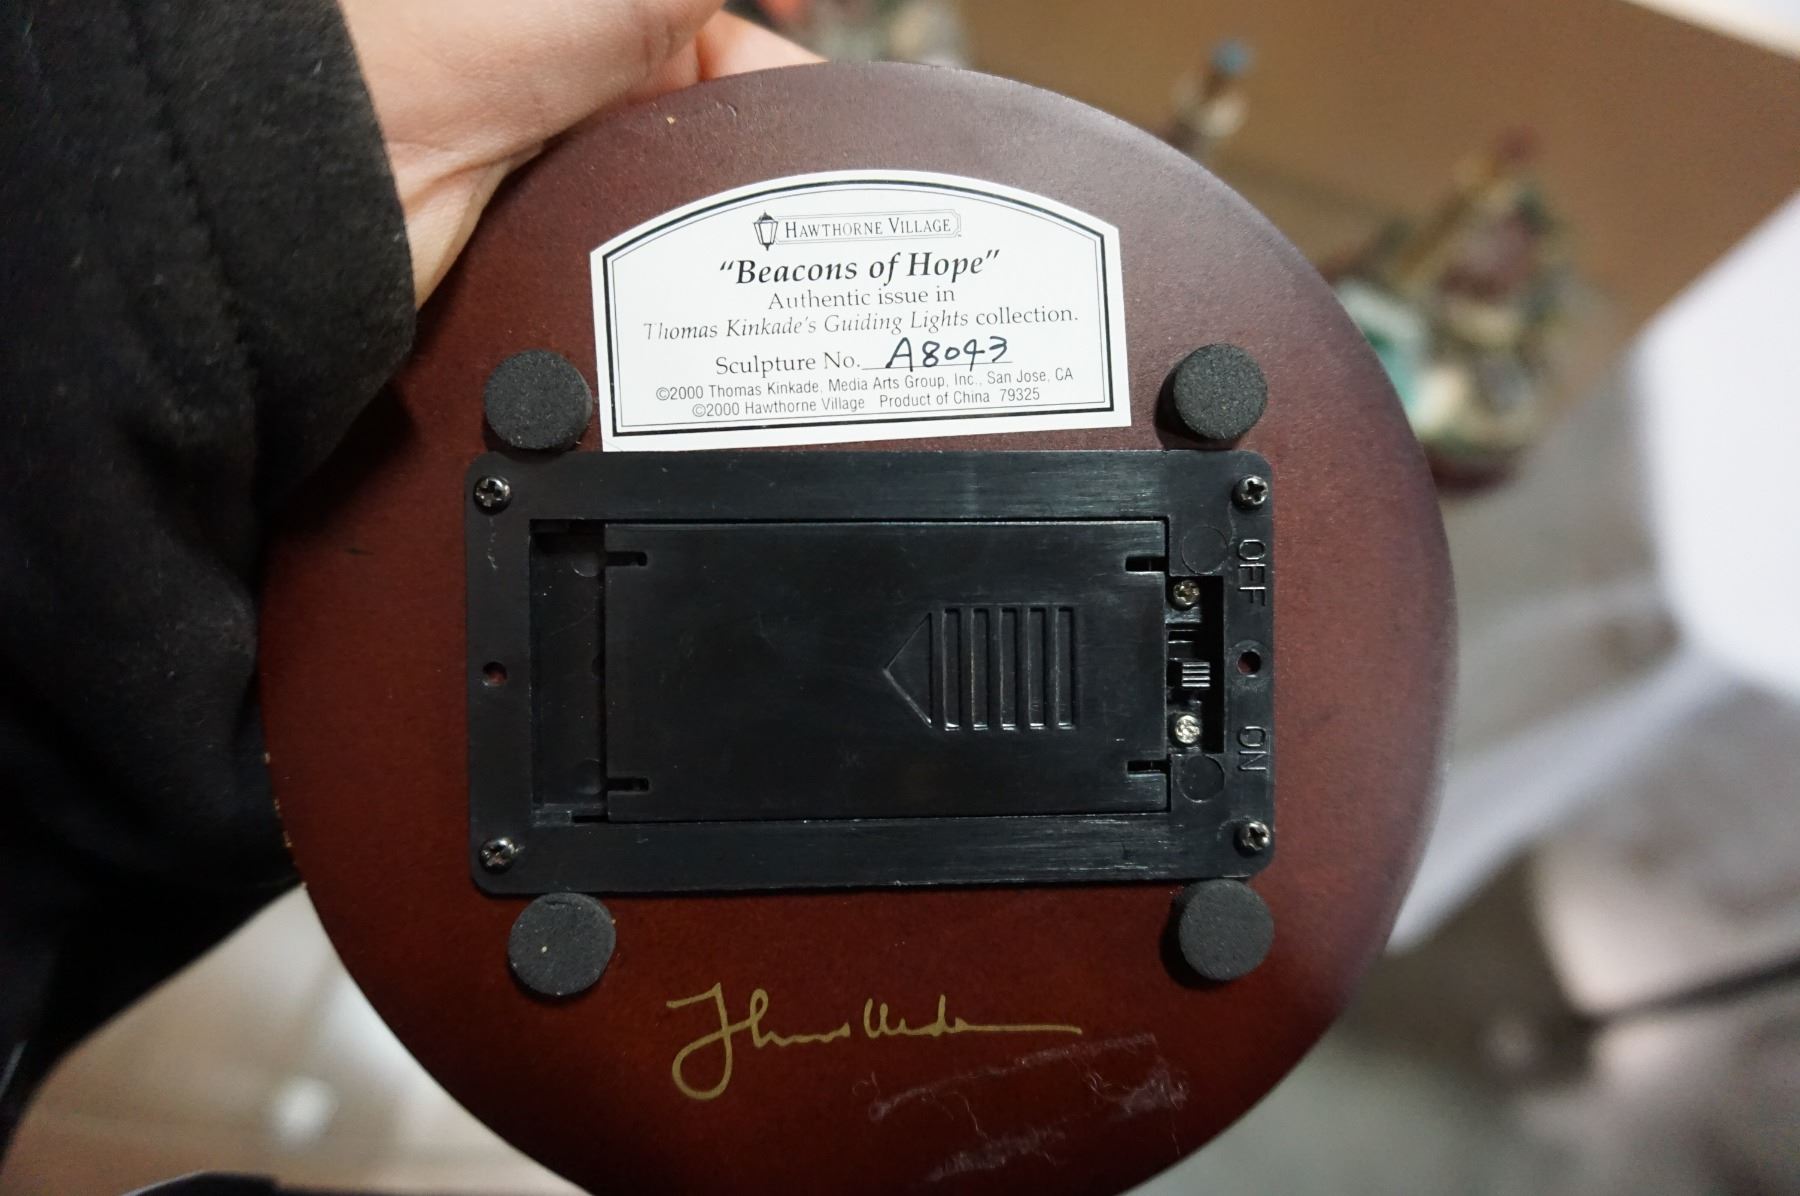 HAWTHORNE VILLAGE
"Beacons of Hope"
Authentic issue in
Thomas Kinkade's Guiding Lights collection.
Sculpture No. A8043
©2000 Thomas Kinkade, Media Arts Group, Inc., San Jose, CA
©2000 Hawthorne Village Product of China 79325
OFF
ON